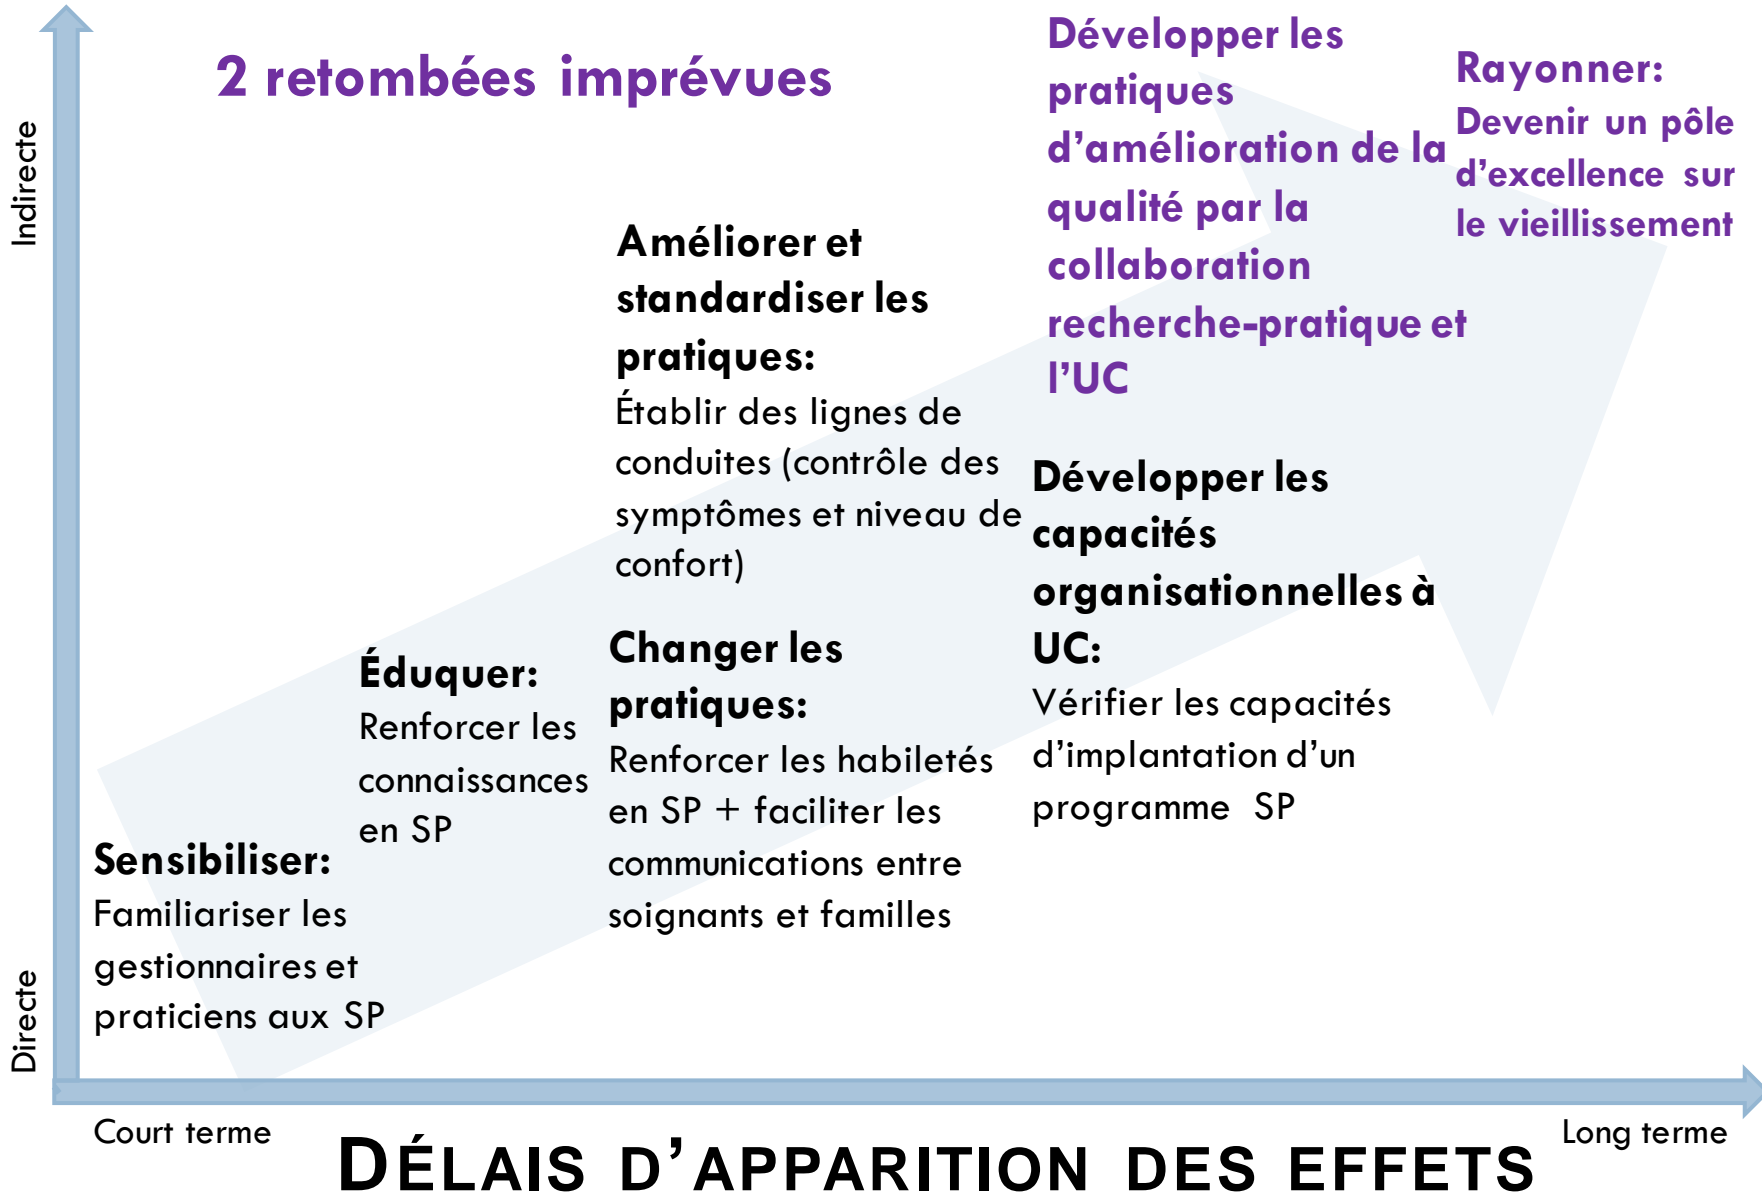 2 retombées imprévues
Développer les
pratiques
d'amélioration de la
qualité par la
collaboration
recherche-pratique et
l'UC
Rayonner:
Devenir un pôle
d'excellence sur
le vieillissement
Indirecte
Améliorer et
standardiser les
pratiques:
Établir des lignes de
conduites (contrôle des
symptômes et niveau de
confort)
Développer les
capacités
organisationnelles à
UC:
Vérifier les capacités
d'implantation d'un
programme SP
Éduquer:
Renforcer les
connaissances
en SP
Changer les
pratiques:
Renforcer les habiletés
en SP + faciliter les
communications entre
soignants et familles
Sensibiliser:
Familiariser les
gestionnaires et
praticiens aux SP
Directe
Court terme
Long terme
DÉLAIS D'APPARITION DES EFFETS